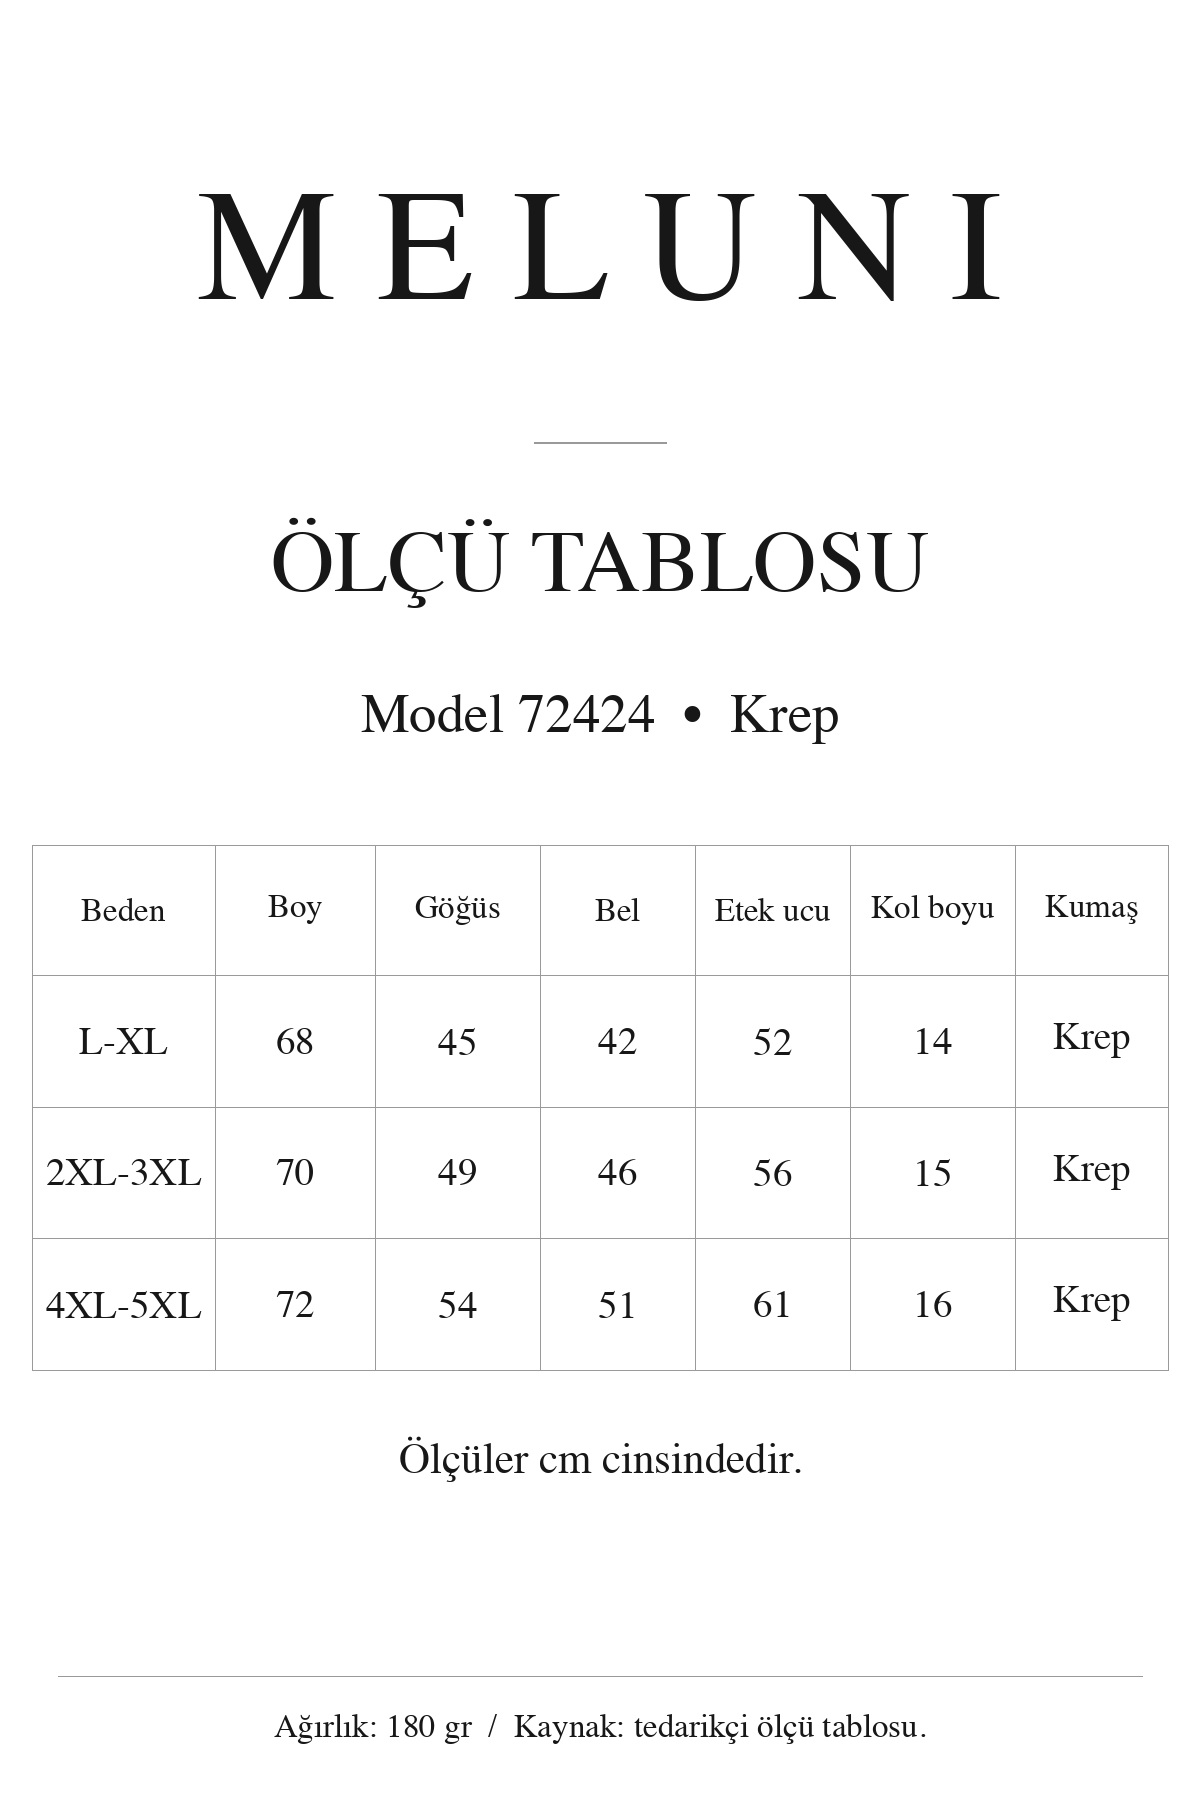 MELUNI
ÖLÇÜ TABLOSU
Model 72424 • Krep
Beden Boy Göğüs Bel Etek ucu Kol boyu Kumaş
L-XL 68 45 42 52 14 Krep
2XL-3XL 70 49 46 56 15 Krep
4XL-5XL 72 54 51 61 16 Krep
Ölçüler cm cinsindedir.
Ağırlık: 180 gr / Kaynak: tedarikçi ölçü tablosu.